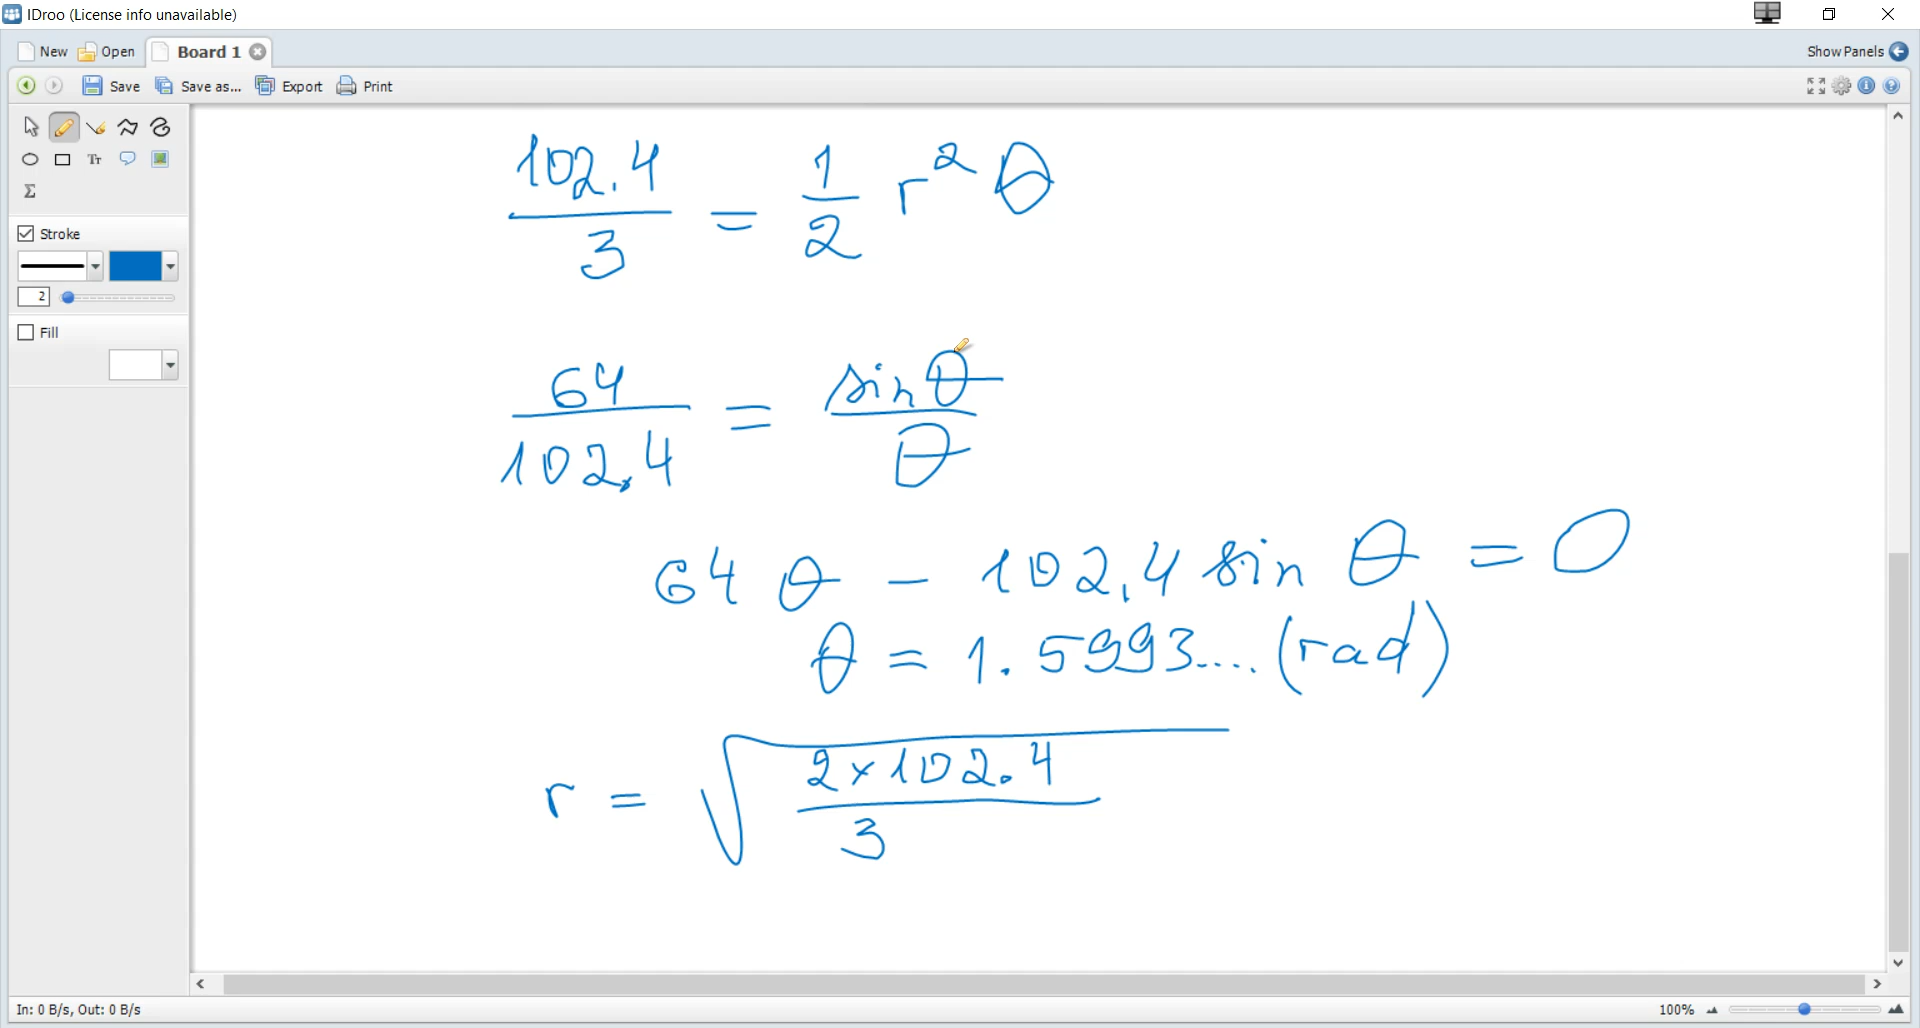 IDroo (License info unavailable)
New Open Board 1 Show Panels
Save Save as... Export Print
Tr
Σ
Stroke
2
Fill
102.4/3 = 1/2 r² θ
64/102.4 = sin θ/θ
64 θ - 102,4 sin θ = 0
θ = 1.5993.... (rad)
r = √(2×102.4/3)
In: 0 B/s, Out: 0 B/s 100%